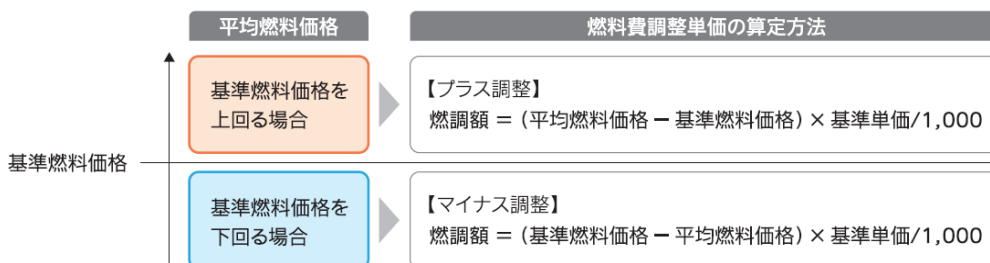 平均燃料価格
燃料費調整単価の算定方法
基準燃料価格を
上回る場合
【プラス調整】
燃調額 = (平均燃料価格 − 基準燃料価格) × 基準単価/1,000
基準燃料価格
基準燃料価格を
下回る場合
【マイナス調整】
燃調額 = (基準燃料価格 − 平均燃料価格) × 基準単価/1,000